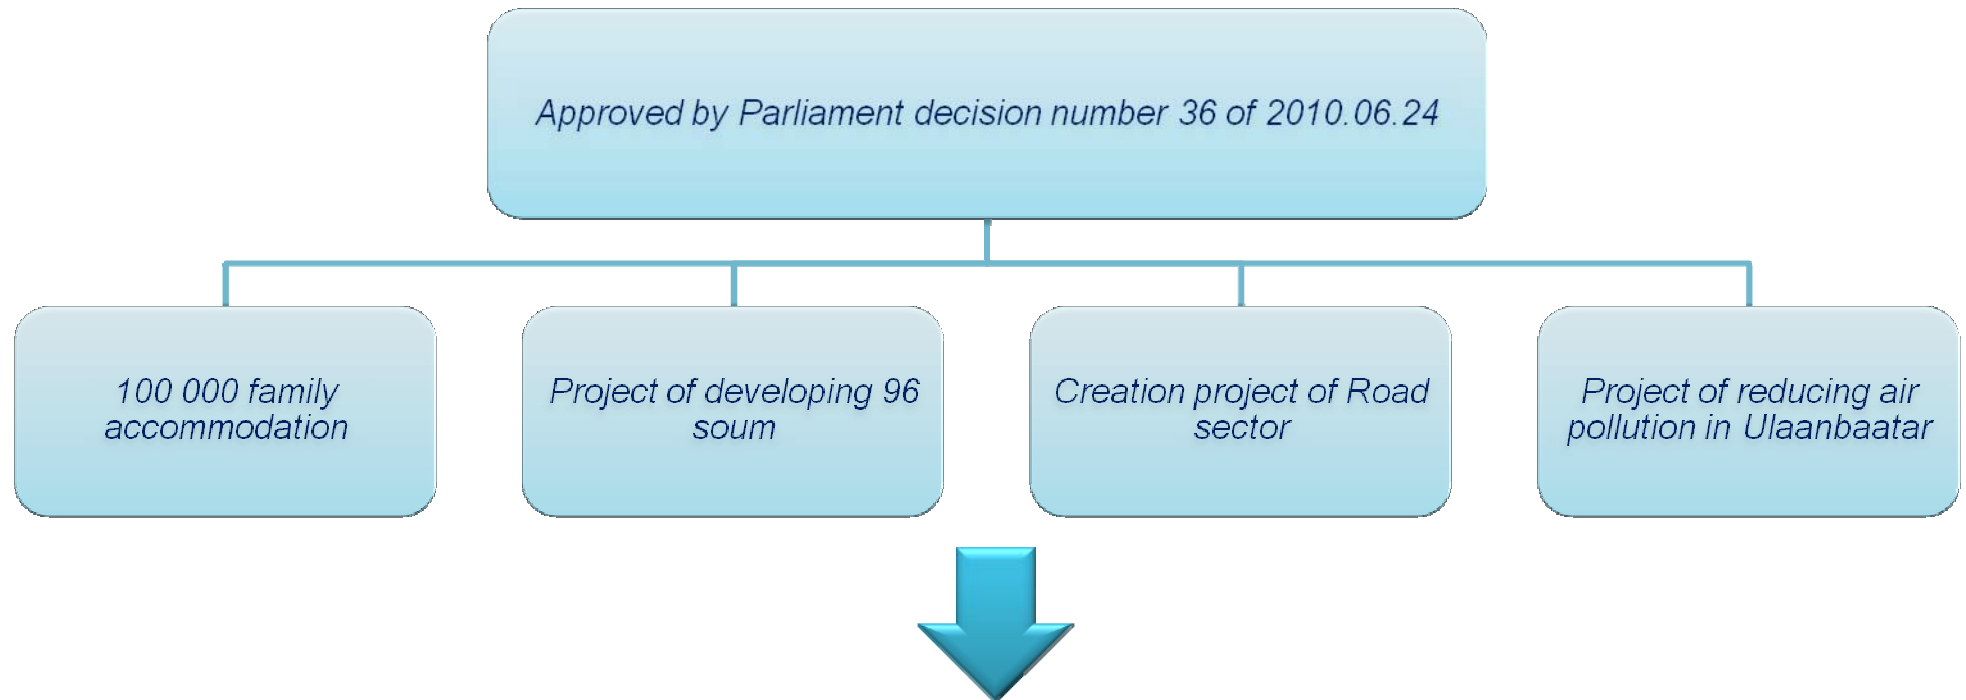 Approved by Parliament decision number 36 of 2010.06.24
100 000 family
accommodation
Project of developing 96
soum
Creation project of Road
sector
Project of reducing air
pollution in Ulaanbaatar